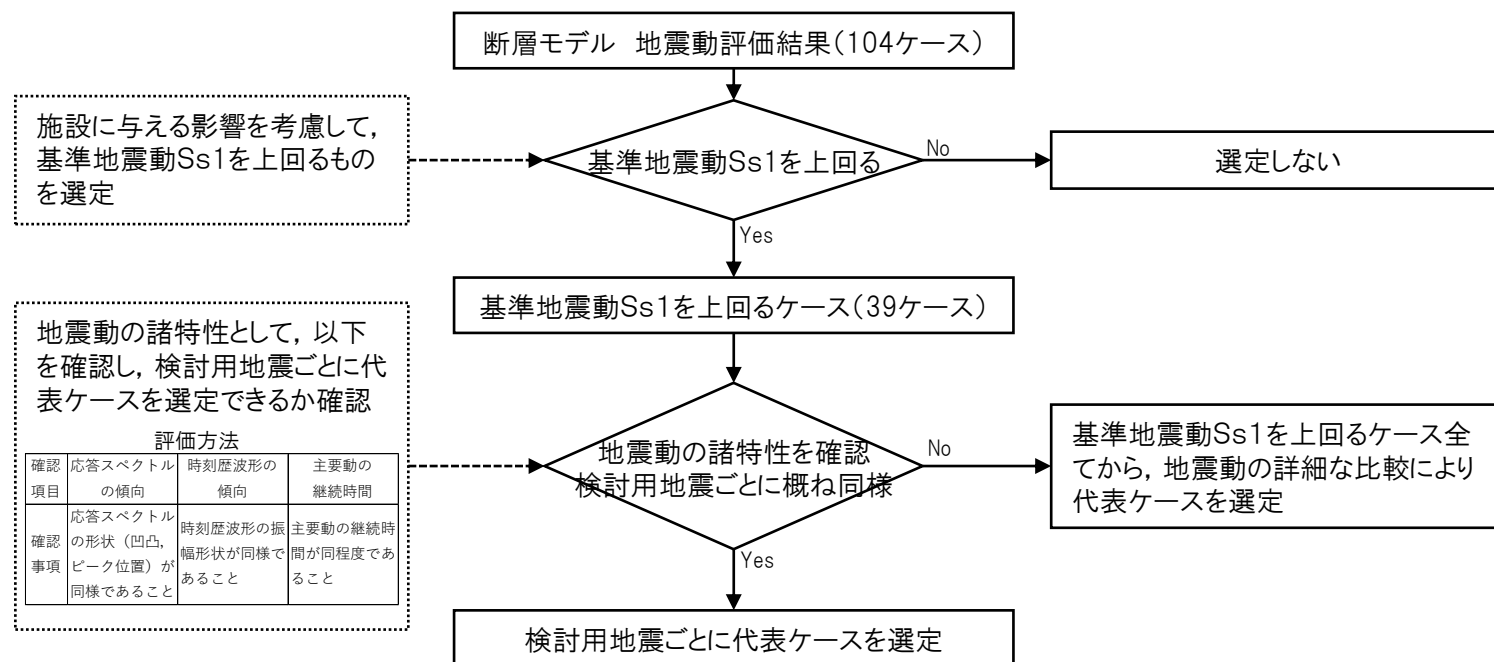 断層モデル　地震動評価結果(104ケース)
施設に与える影響を考慮して,
基準地震動Ss1を上回るもの
を選定
基準地震動Ss1を上回る
No
選定しない
Yes
基準地震動Ss1を上回るケース(39ケース)
地震動の諸特性として, 以下
を確認し, 検討用地震ごとに代
表ケースを選定できるか確認
評価方法
確認
項目
応答スペクトル
の傾向
時刻歴波形の
傾向
主要動の
継続時間
確認
事項
応答スペクトル
の形状（凹凸,
ピーク位置）が
同様であること
時刻歴波形の振
幅形状が同様で
あること
主要動の継続時
間が同程度であ
ること
地震動の諸特性を確認
検討用地震ごとに概ね同様
No
基準地震動Ss1を上回るケース全
てから, 地震動の詳細な比較により
代表ケースを選定
Yes
検討用地震ごとに代表ケースを選定